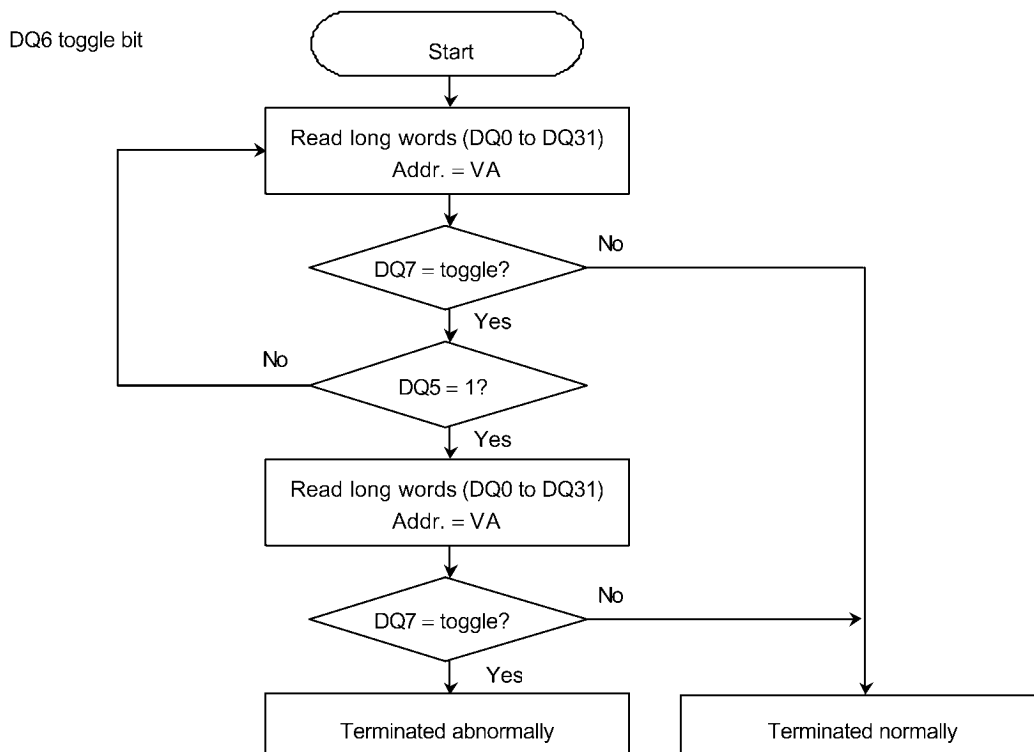 DQ6 toggle bit
Start
Read long words (DQ0 to DQ31)
Addr. = VA
DQ7 = toggle?
No
Yes
DQ5 = 1?
No
Yes
Read long words (DQ0 to DQ31)
Addr. = VA
DQ7 = toggle?
No
Yes
Terminated abnormally
Terminated normally